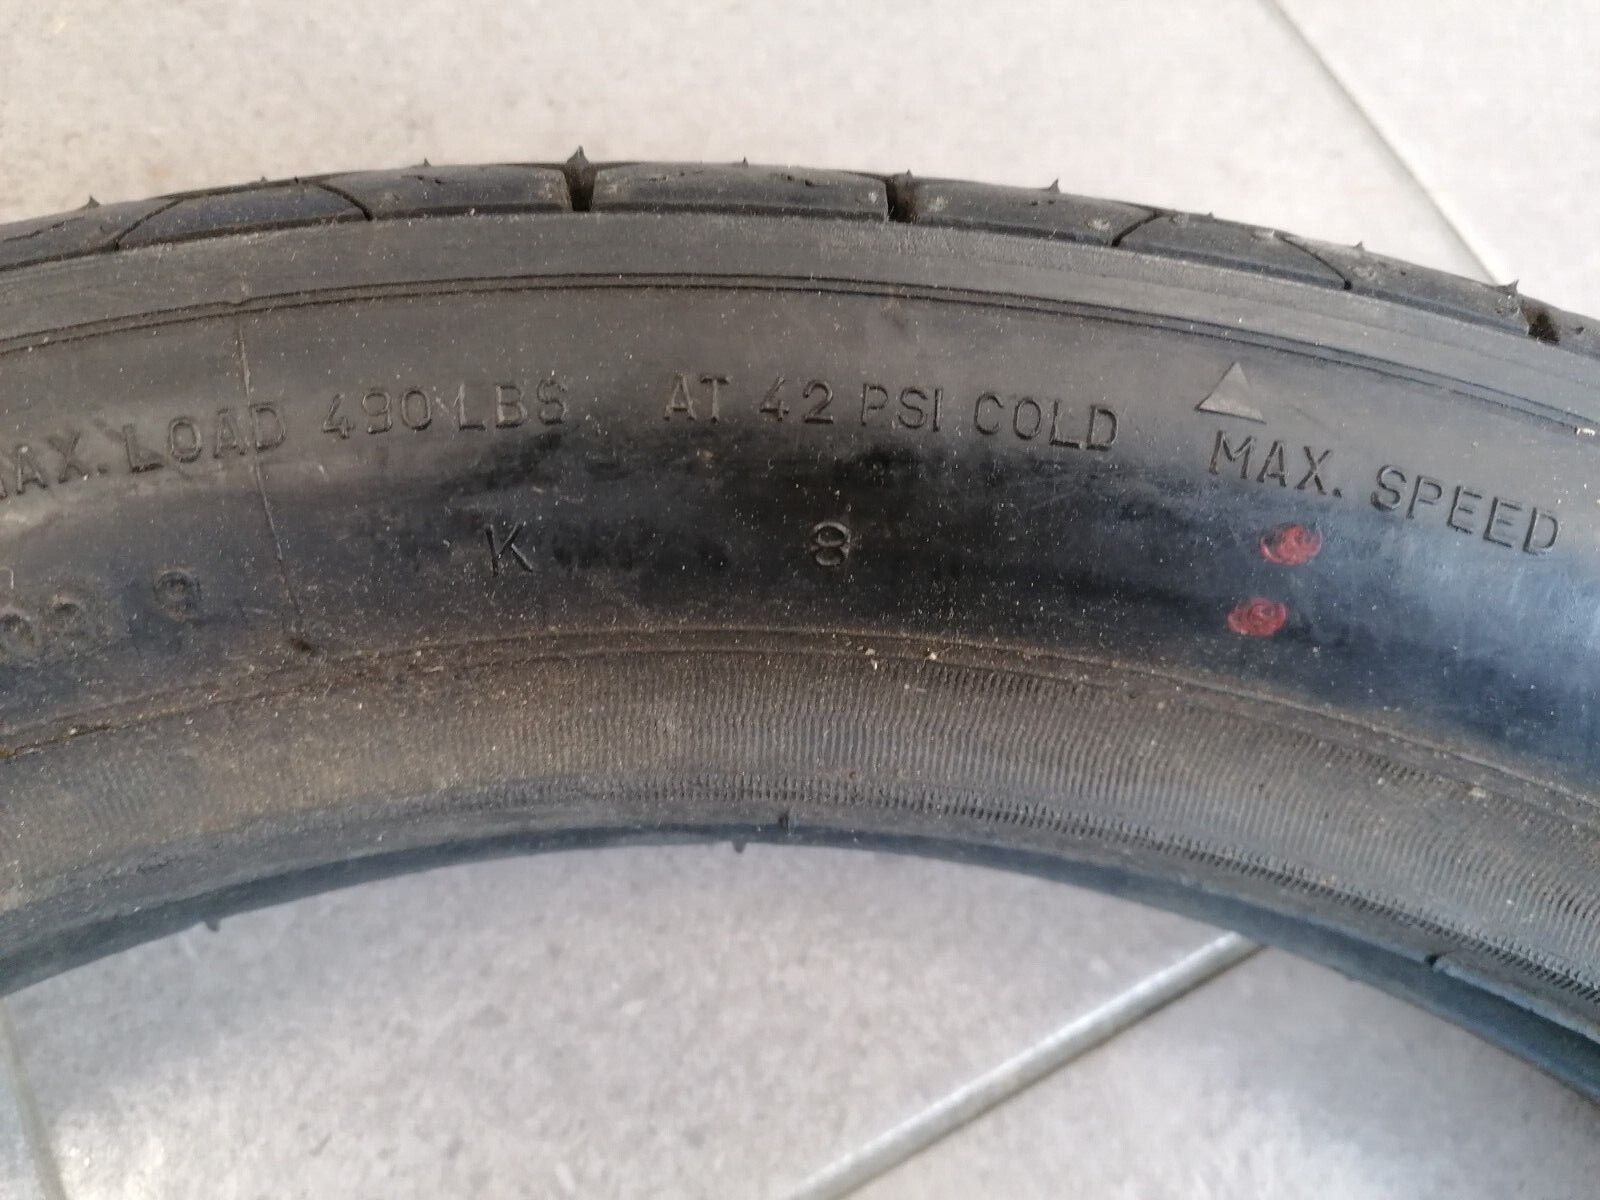 MAX. LOAD 490 LBS AT 42 PSI COLD
MAX. SPEED
K 8